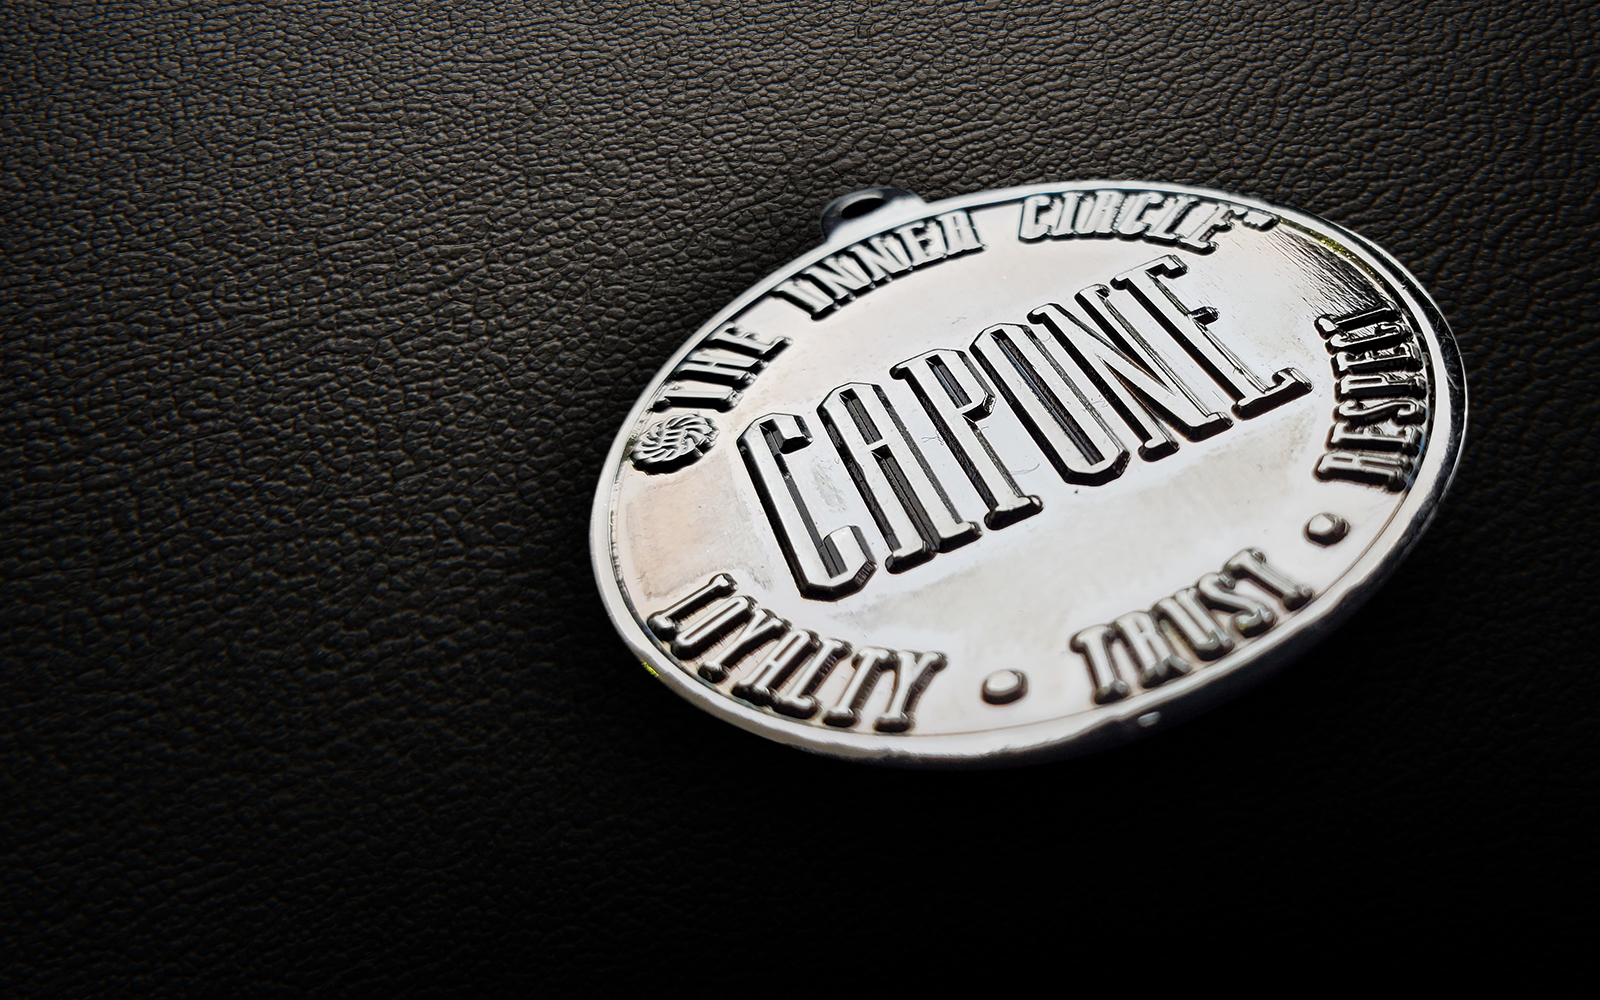 THE INNER CIRCLE™
CAPONE
LOYALTY • TRUST • RESPECT